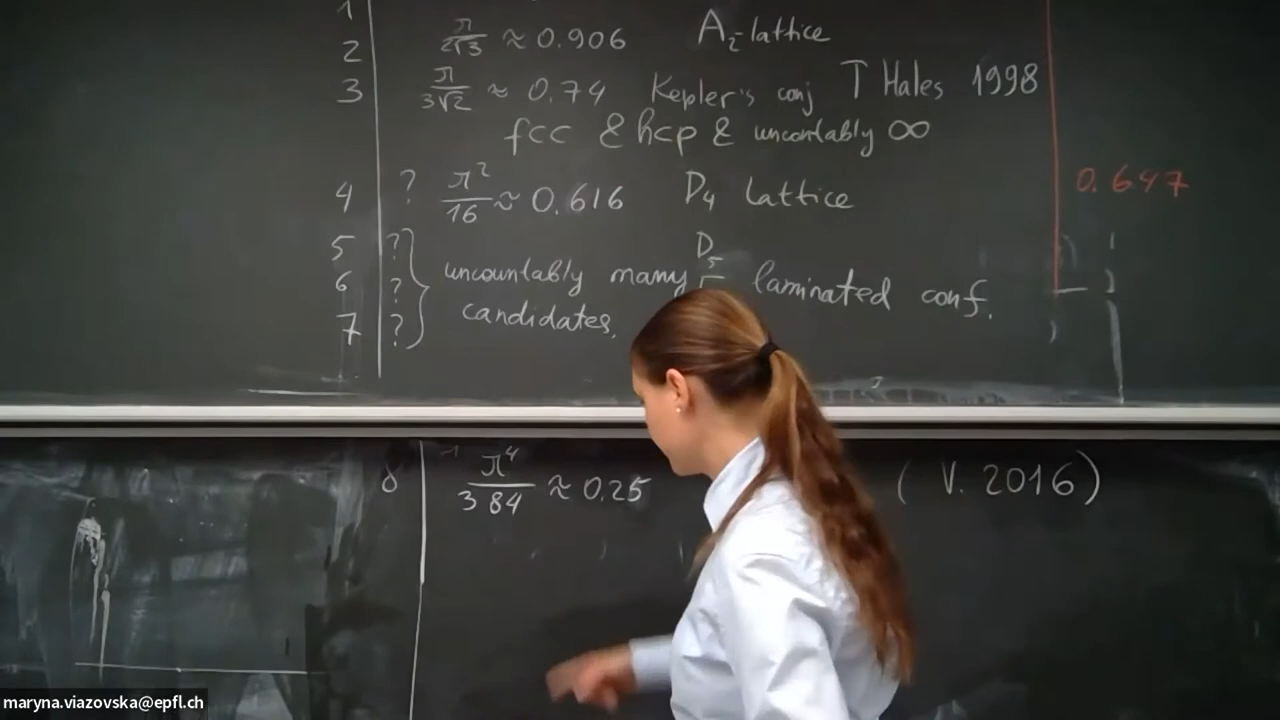 1
2 π/2√3 ≈ 0.906 A₂-lattice
3 π/3√2 ≈ 0.74 Kepler's conj T Hales 1998
fcc & hcp & uncontably ∞
4 ? π²/16 ≈ 0.616 D₄ lattice 0.647
5 ? D₅
6 ? uncountably many laminated conf.
7 ? candidates.
8 π⁴/384 ≈ 0.25 ( V. 2016 )
maryna.viazovska@epfl.ch